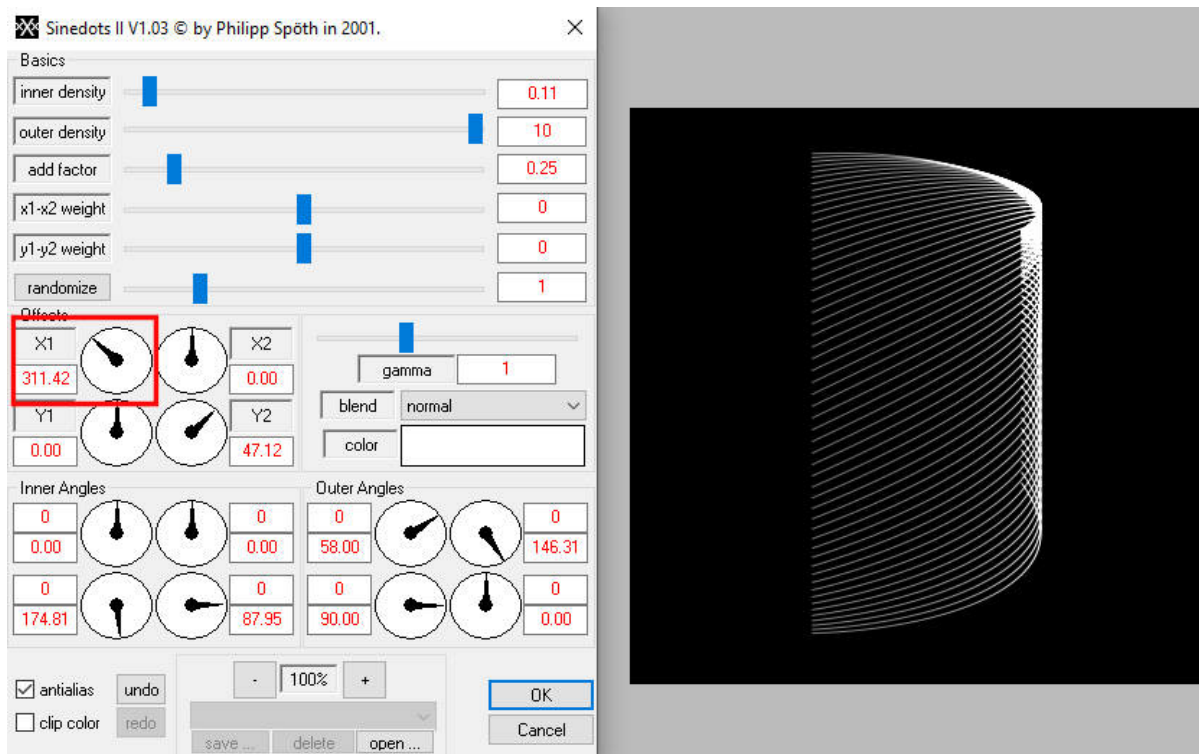 Sinedots II V1.03 © by Philipp Spöth in 2001.
Basics
inner density 0.11
outer density 10
add factor 0.25
x1-x2 weight 0
y1-y2 weight 0
randomize 1
Offsets
X1 X2
311.42 0.00
Y1 Y2
0.00 47.12
gamma 1
blend normal
color
Inner Angles
0 0
0.00 0.00
0 0
174.81 87.95
Outer Angles
0 0
58.00 146.31
0 0
90.00 0.00
antialias undo
clip color redo
- 100% +
save ... delete open ...
OK
Cancel